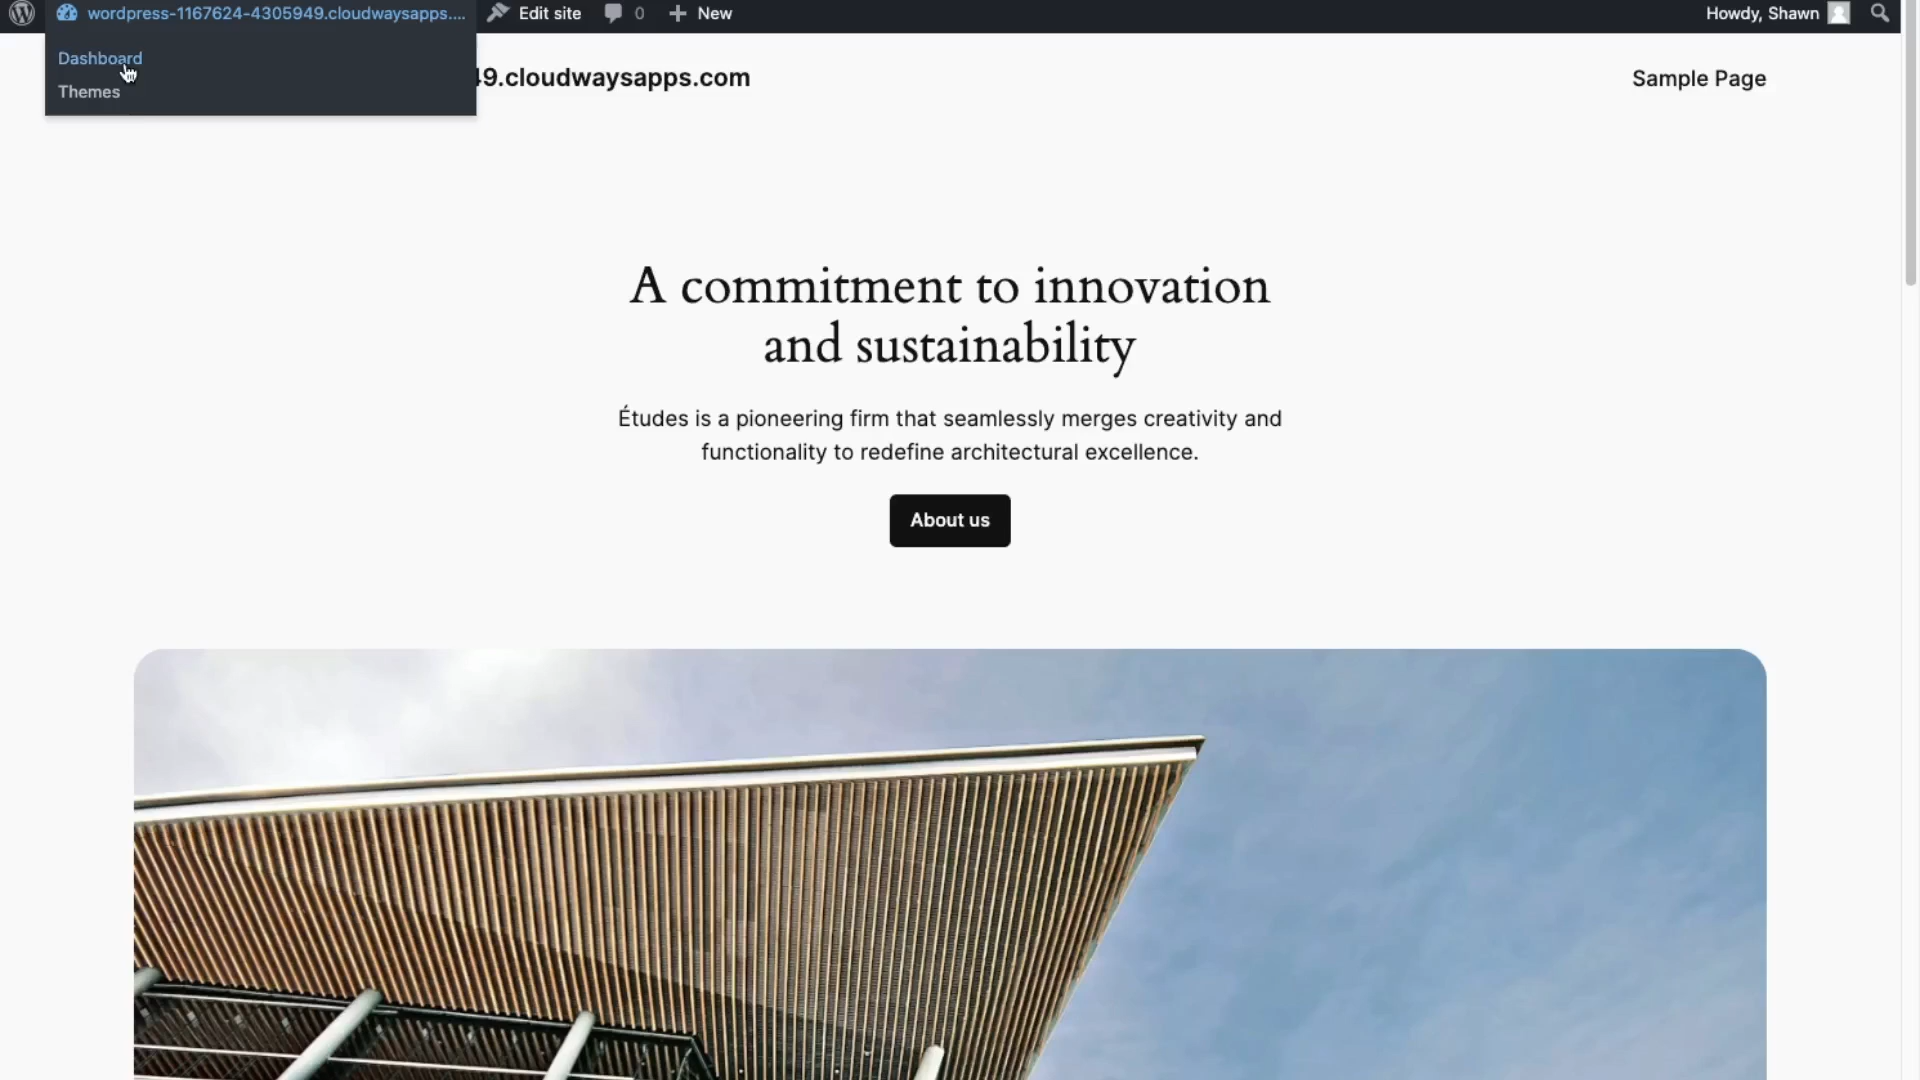 wordpress-1167624-4305949.cloudwaysapps.... Edit site 0 New Howdy, Shawn
Dashboard
Themes
49.cloudwaysapps.com Sample Page
A commitment to innovation
and sustainability
Études is a pioneering firm that seamlessly merges creativity and
functionality to redefine architectural excellence.
About us